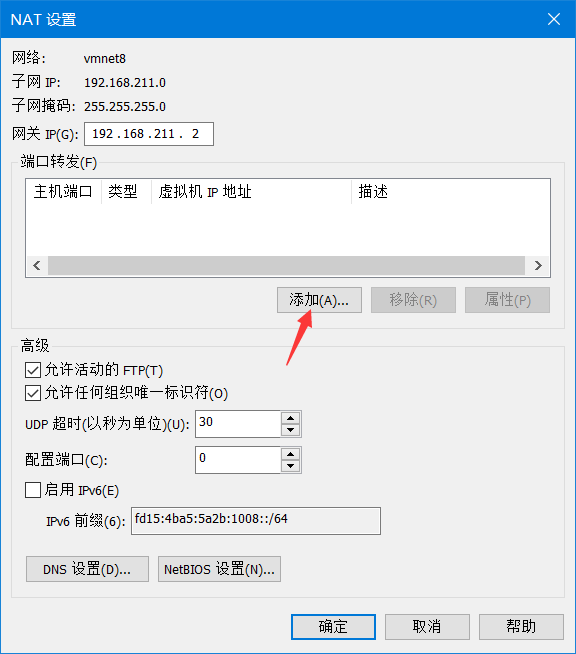 NAT 设置
网络: vmnet8
子网 IP: 192.168.211.0
子网掩码: 255.255.255.0
网关 IP(G): 192 . 168 . 211 . 2
端口转发(F)
主机端口 类型 虚拟机 IP 地址 描述
添加(A)... 移除(R) 属性(P)
高级
允许活动的 FTP(T)
允许任何组织唯一标识符(O)
UDP 超时(以秒为单位)(U): 30
配置端口(C): 0
启用 IPv6(E)
IPv6 前缀(6): fd15:4ba5:5a2b:1008::/64
DNS 设置(D)... NetBIOS 设置(N)...
确定 取消 帮助